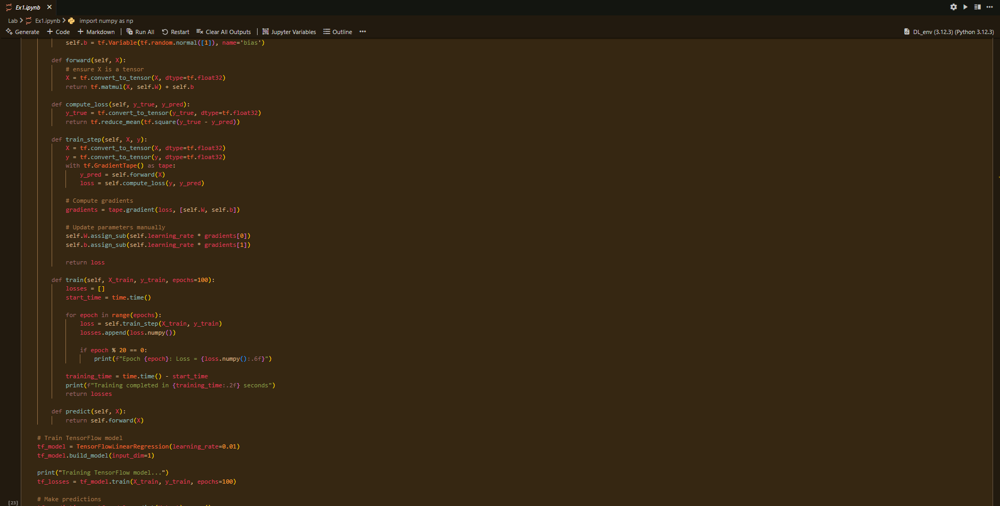 Ex1.ipynb
Lab > Ex1.ipynb > import numpy as np
Generate + Code + Markdown | Run All Restart Clear All Outputs | Jupyter Variables Outline ... DL_env (3.12.3) (Python 3.12.3)
self.b = tf.Variable(tf.random.normal([1]), name='bias')
def forward(self, X):
# ensure X is a tensor
X = tf.convert_to_tensor(X, dtype=tf.float32)
return tf.matmul(X, self.W) + self.b
def compute_loss(self, y_true, y_pred):
y_true = tf.convert_to_tensor(y_true, dtype=tf.float32)
return tf.reduce_mean(tf.square(y_true - y_pred))
def train_step(self, X, y):
X = tf.convert_to_tensor(X, dtype=tf.float32)
y = tf.convert_to_tensor(y, dtype=tf.float32)
with tf.GradientTape() as tape:
y_pred = self.forward(X)
loss = self.compute_loss(y, y_pred)
# Compute gradients
gradients = tape.gradient(loss, [self.W, self.b])
# Update parameters manually
self.W.assign_sub(self.learning_rate * gradients[0])
self.b.assign_sub(self.learning_rate * gradients[1])
return loss
def train(self, X_train, y_train, epochs=100):
losses = []
start_time = time.time()
for epoch in range(epochs):
loss = self.train_step(X_train, y_train)
losses.append(loss.numpy())
if epoch % 20 == 0:
print(f"Epoch {epoch}: Loss = {loss.numpy():.6f}")
training_time = time.time() - start_time
print(f"Training completed in {training_time:.2f} seconds")
return losses
def predict(self, X):
return self.forward(X)
# Train TensorFlow model
tf_model = TensorFlowLinearRegression(learning_rate=0.01)
tf_model.build_model(input_dim=1)
print("Training TensorFlow model...")
tf_losses = tf_model.train(X_train, y_train, epochs=100)
# Make predictions
[23]